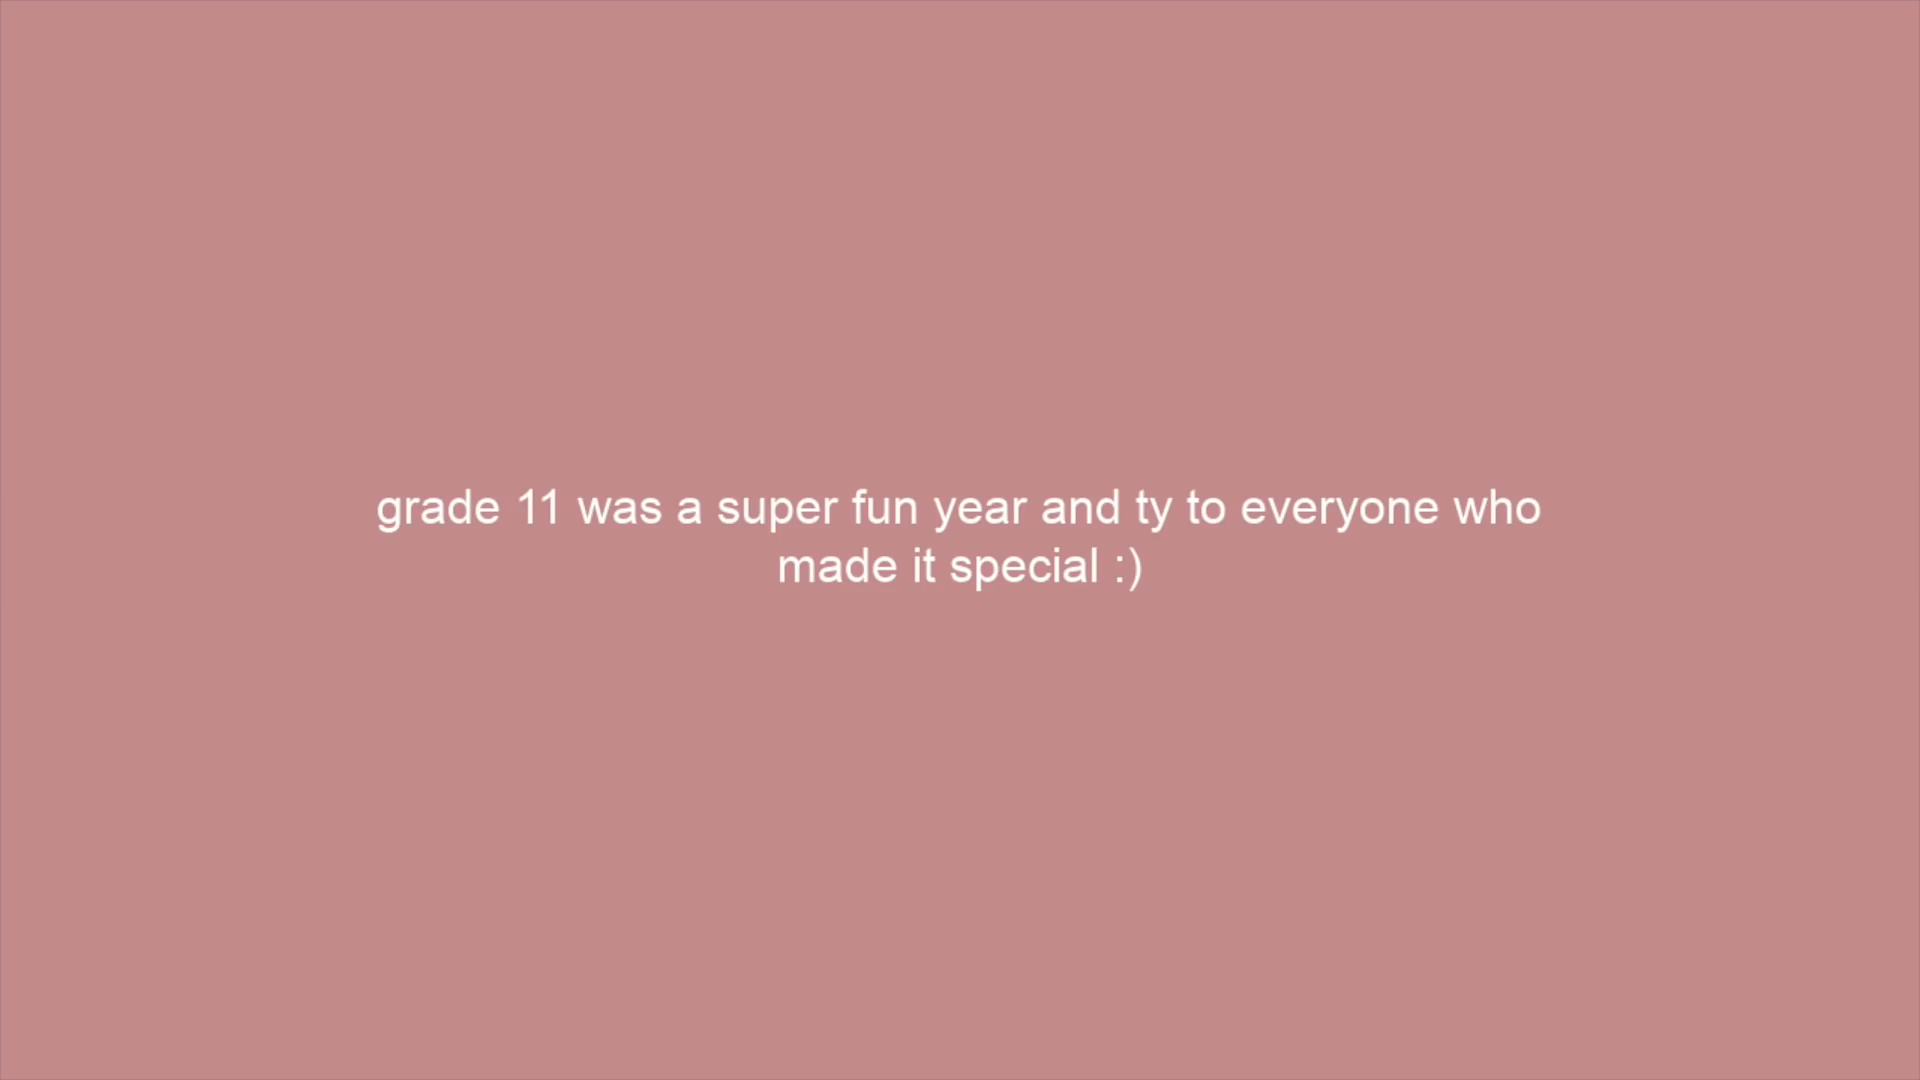 grade 11 was a super fun year and ty to everyone who
made it special :)